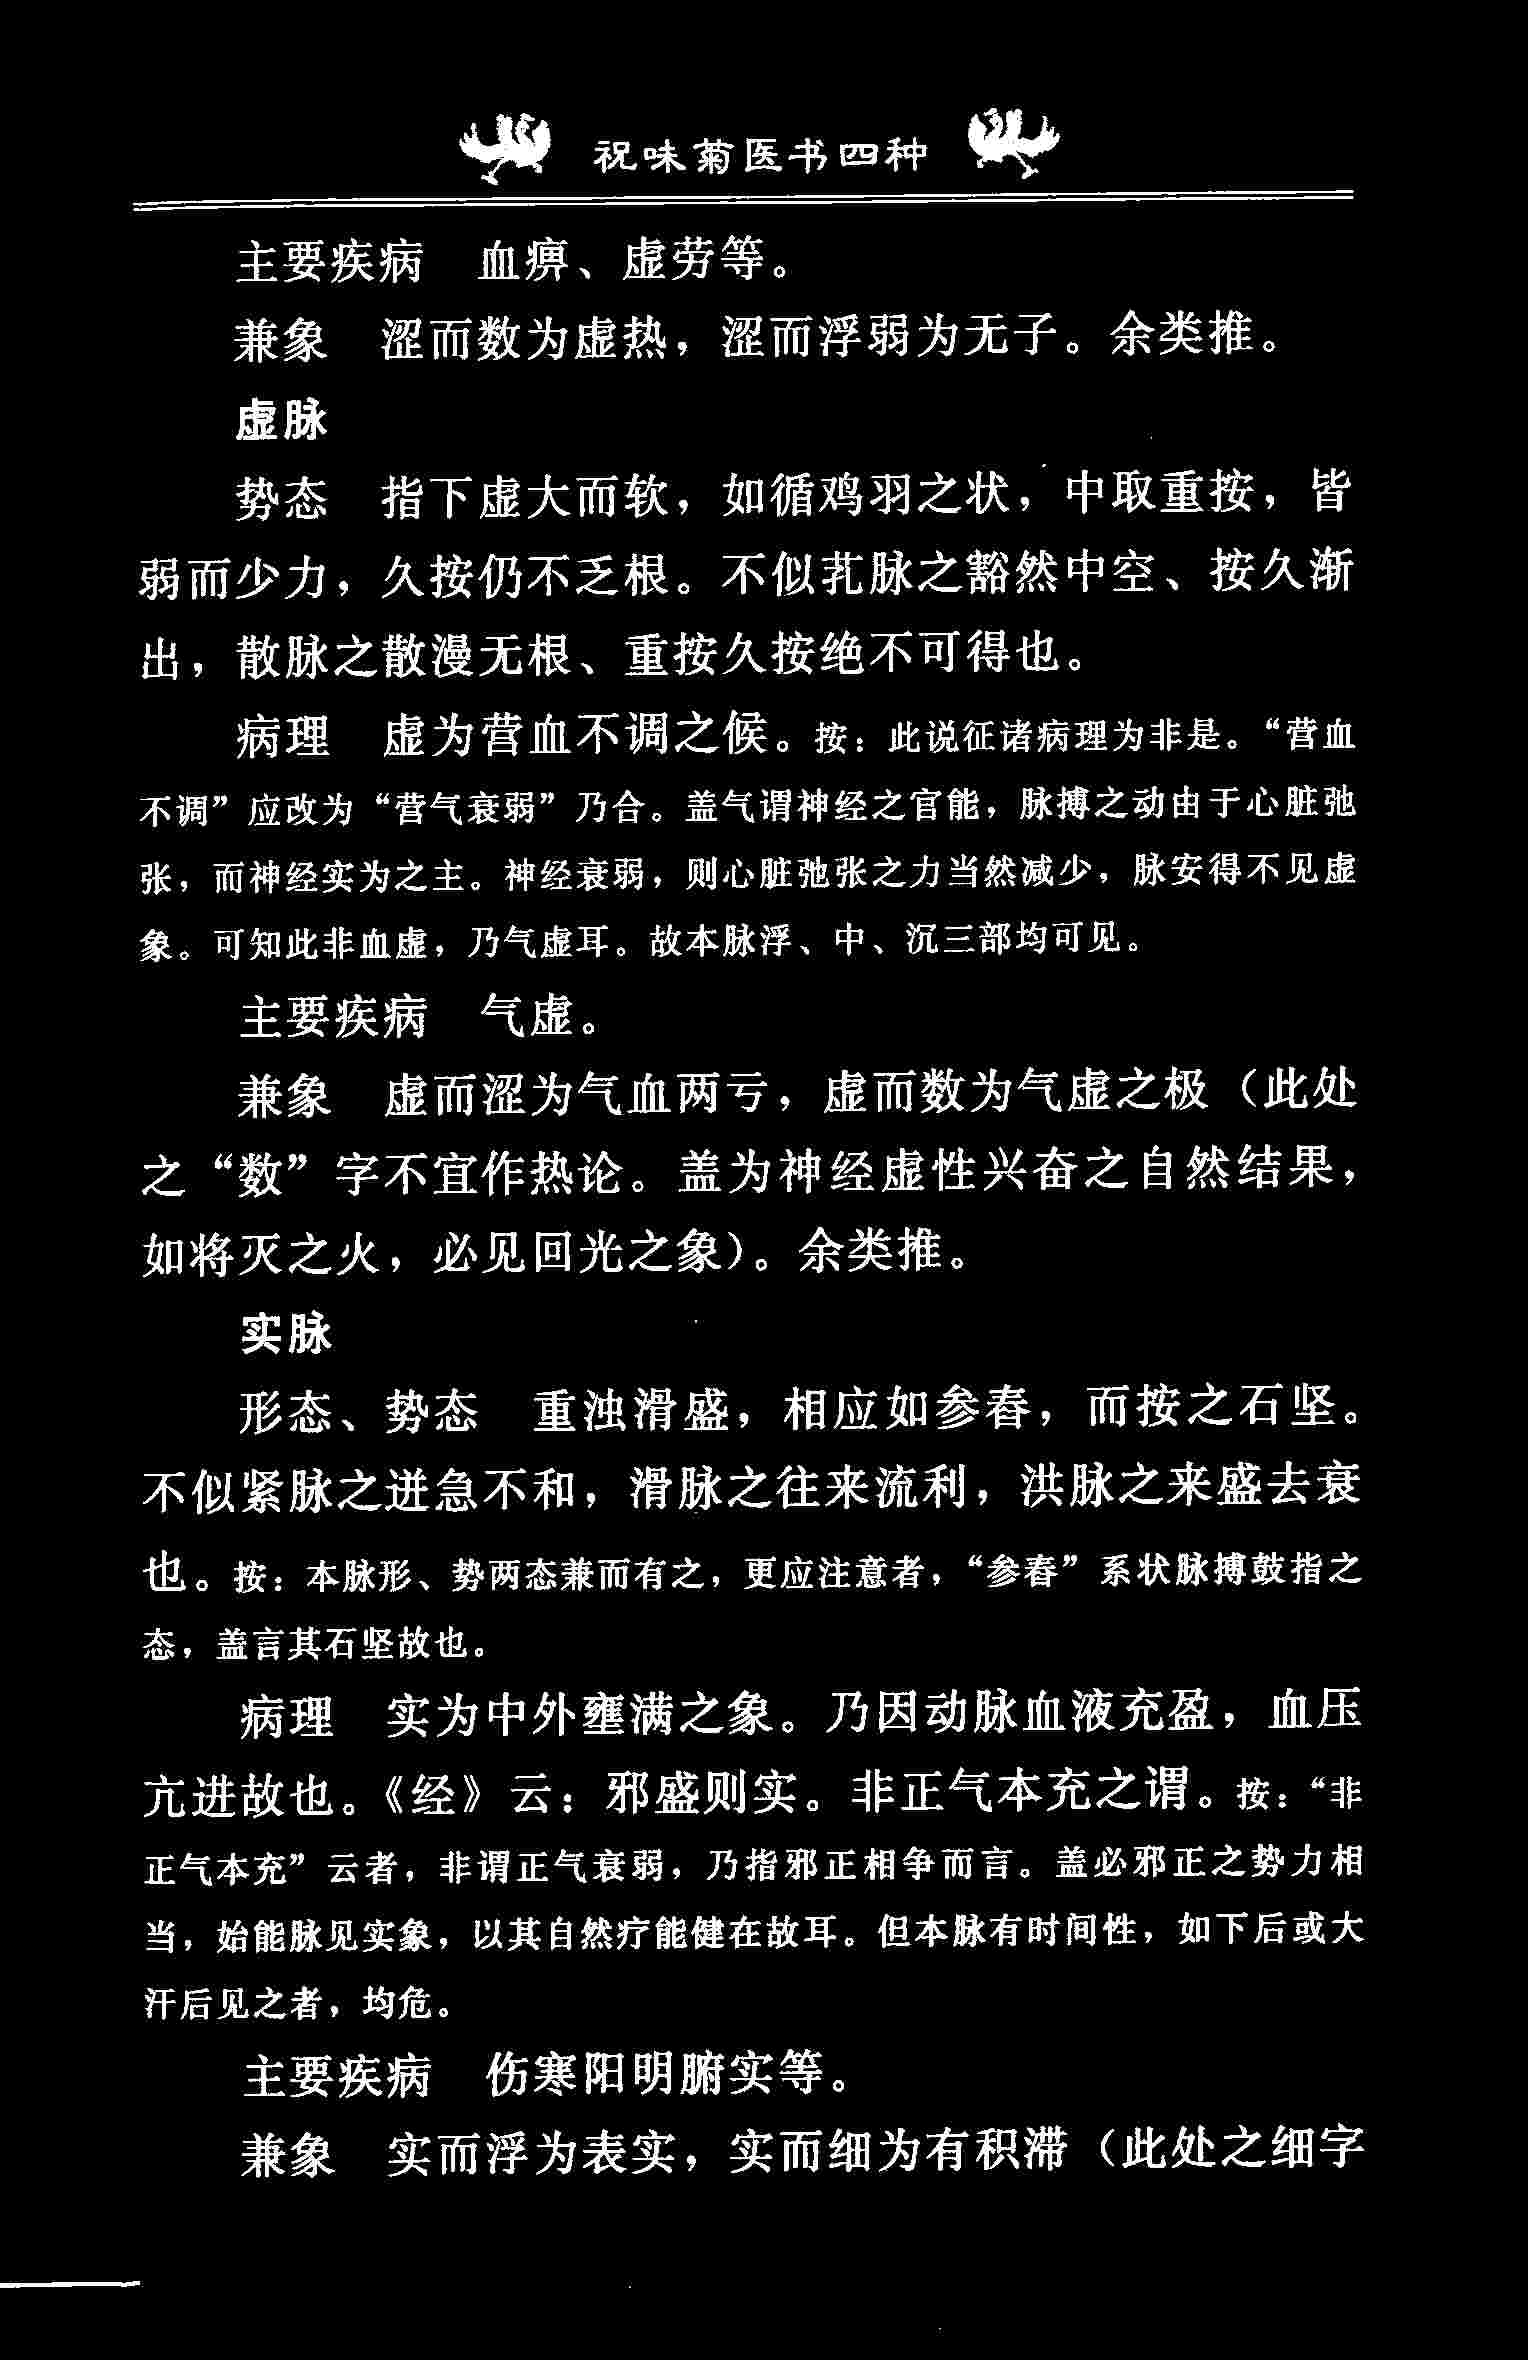 祝味菊医书四种
主要疾病　血痹、虚劳等。
兼象　涩而数为虚热，涩而浮弱为无子。余类推。
虚脉
势态　指下虚大而软，如循鸡羽之状，中取重按，皆
弱而少力，久按仍不乏根。不似芤脉之豁然中空、按久渐
出，散脉之散漫无根、重按久按绝不可得也。
病理　虚为营血不调之候。按：此说征诸病理为非是。“营血
不调”应改为“营气衰弱”乃合。盖气谓神经之官能，脉搏之动由于心脏弛
张，而神经实为之主。神经衰弱，则心脏弛张之力当然减少，脉安得不见虚
象。可知此非血虚，乃气虚耳。故本脉浮、中、沉三部均可见。
主要疾病　气虚。
兼象　虚而涩为气血两亏，虚而数为气虚之极（此处
之“数”字不宜作热论。盖为神经虚性兴奋之自然结果，
如将灭之火，必见回光之象）。余类推。
实脉
形态、势态　重浊滑盛，相应如参舂，而按之石坚。
不似紧脉之迸急不和，滑脉之往来流利，洪脉之来盛去衰
也。按：本脉形、势两态兼而有之，更应注意者，“参舂”系状脉搏鼓指之
态，盖言其石坚故也。
病理　实为中外壅满之象。乃因动脉血液充盈，血压
亢进故也。《经》云：邪盛则实。非正气本充之谓。按：“非
正气本充”云者，非谓正气衰弱，乃指邪正相争而言。盖必邪正之势力相
当，始能脉见实象，以其自然疗能健在故耳。但本脉有时间性，如下后或大
汗后见之者，均危。
主要疾病　伤寒阳明腑实等。
兼象　实而浮为表实，实而细为有积滞（此处之细字